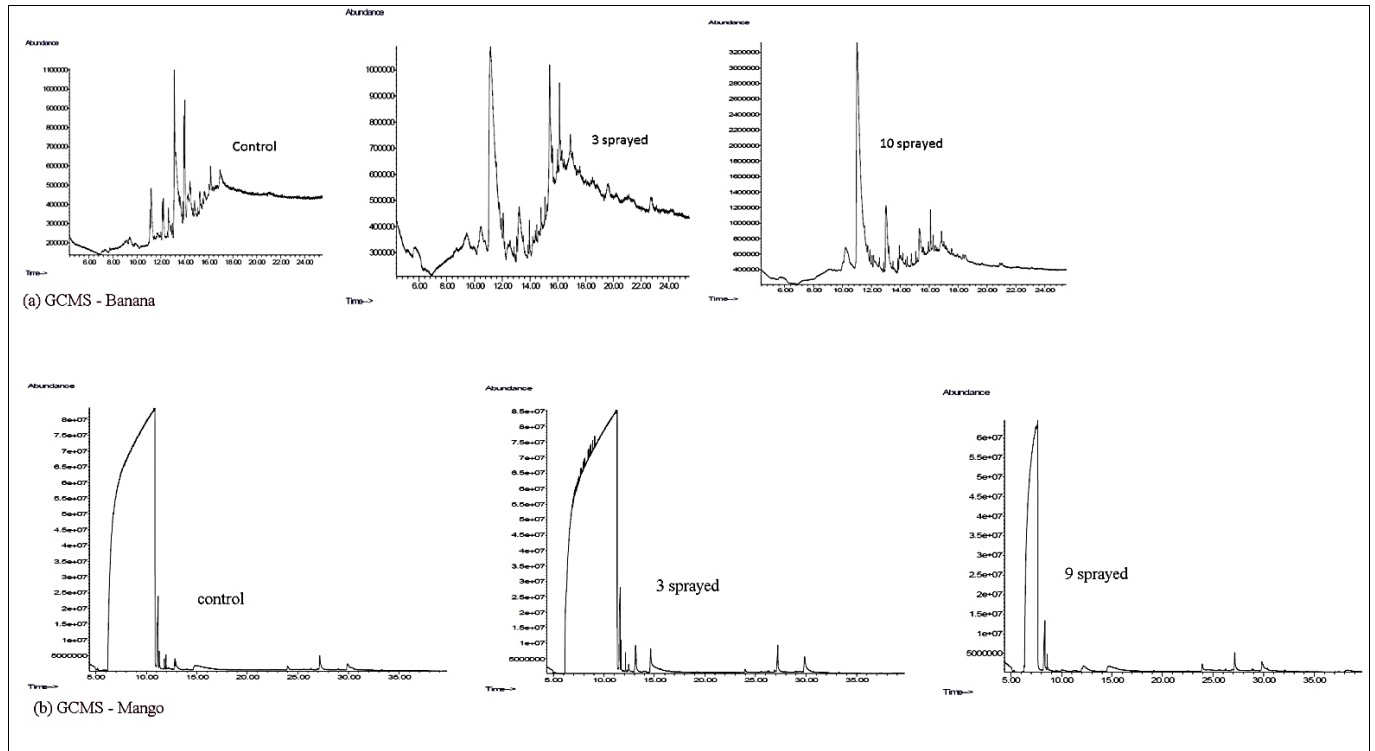 Abundance
1100000
1000000
900000
800000
700000
600000
500000
400000
300000
200000
Control
6.00 8.00 10.00 12.00 14.00 16.00 18.00 20.00 22.00 24.00
Time-->
Abundance
1000000
900000
800000
700000
600000
500000
400000
300000
3 sprayed
6.00 8.00 10.00 12.00 14.00 16.00 18.00 20.00 22.00 24.00
Time-->
Abundance
3200000
3000000
2800000
2600000
2400000
2200000
2000000
1800000
1600000
1400000
1200000
1000000
800000
600000
400000
10 sprayed
6.00 8.00 10.00 12.00 14.00 16.00 18.00 20.00 22.00 24.00
Time-->
(a) GCMS - Banana
Abundance
8e+07
7.5e+07
7e+07
6.5e+07
6e+07
5.5e+07
5e+07
4.5e+07
4e+07
3.5e+07
3e+07
2.5e+07
2e+07
1.5e+07
1e+07
5000000
control
5.00 10.00 15.00 20.00 25.00 30.00 35.00
Time-->
Abundance
8.5e+07
8e+07
7.5e+07
7e+07
6.5e+07
6e+07
5.5e+07
5e+07
4.5e+07
4e+07
3.5e+07
3e+07
2.5e+07
2e+07
1.5e+07
1e+07
5000000
3 sprayed
5.00 10.00 15.00 20.00 25.00 30.00 35.00
Time-->
Abundance
6e+07
5.5e+07
5e+07
4.5e+07
4e+07
3.5e+07
3e+07
2.5e+07
2e+07
1.5e+07
1e+07
5000000
9 sprayed
5.00 10.00 15.00 20.00 25.00 30.00 35.00
Time-->
(b) GCMS - Mango